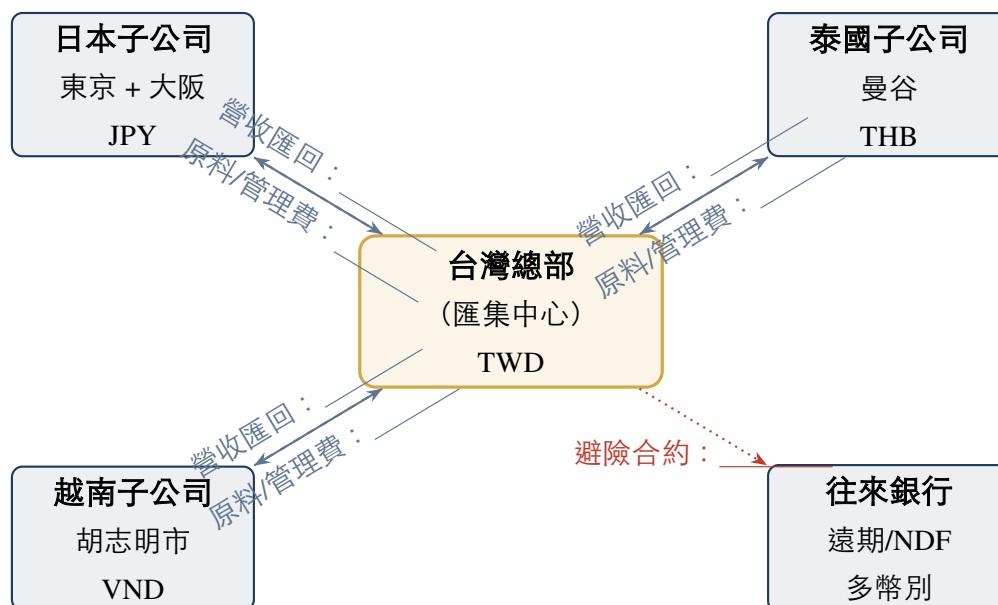 日本子公司
東京 + 大阪
JPY
泰國子公司
曼谷
THB
營收匯回：
原料/管理費：
營收匯回：
原料/管理費：
台灣總部
（匯集中心）
TWD
營收匯回：
原料/管理費：
避險合約：
越南子公司
胡志明市
VND
往來銀行
遠期/NDF
多幣別